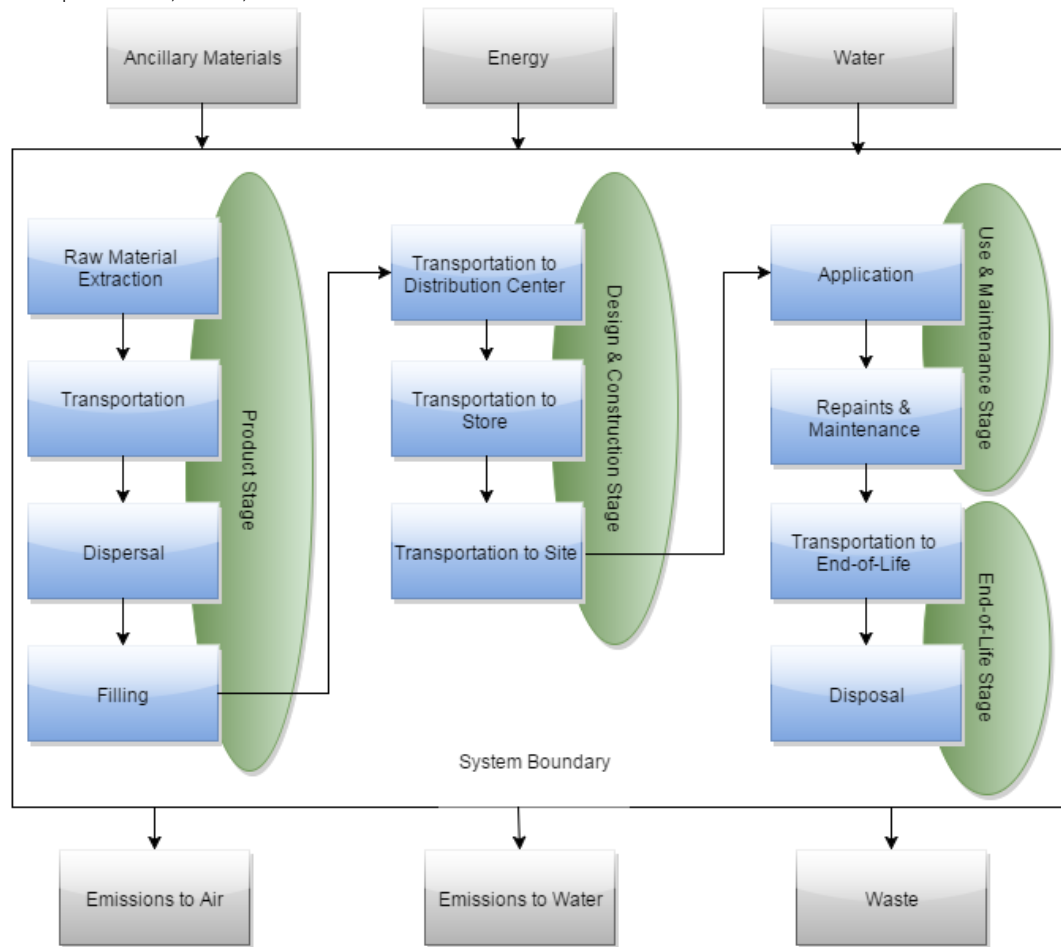 Ancillary Materials
Energy
Water
Raw Material
Extraction
Transportation
Dispersal
Filling
Product Stage
Transportation to
Distribution Center
Transportation to
Store
Transportation to Site
Design & Construction Stage
Application
Repaints &
Maintenance
Use & Maintenance Stage
Transportation to
End-of-Life
Disposal
End-of-Life Stage
System Boundary
Emissions to Air
Emissions to Water
Waste